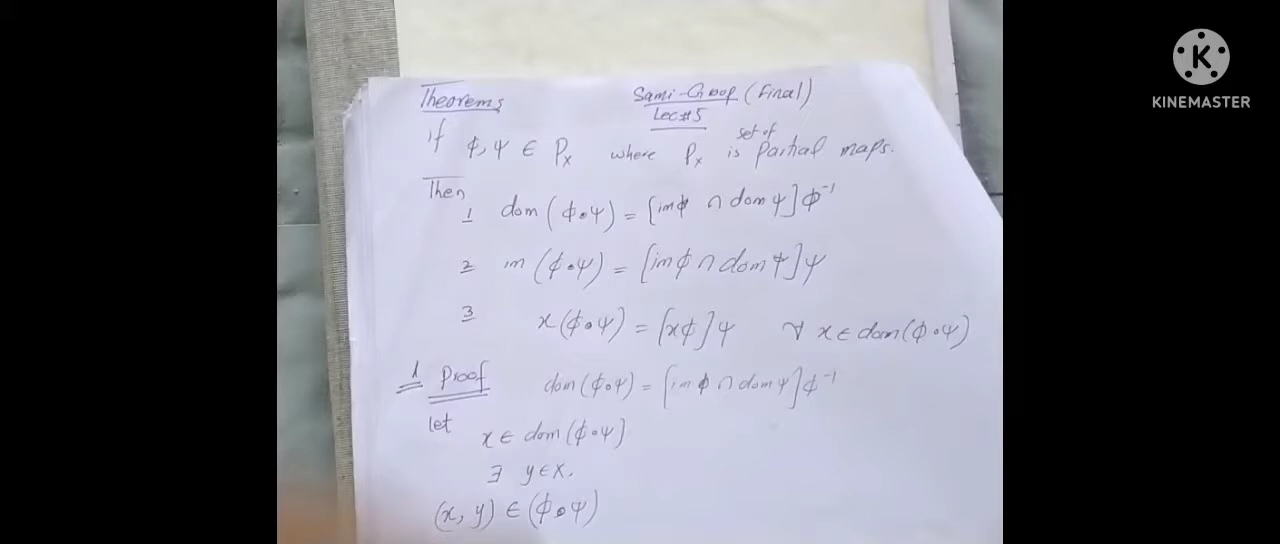 Theorems
Sami-Group (Final)
Lec#5
if φ, ψ ∈ Pₓ where Pₓ is set of Partial maps.
Then
1 dom (φ∘ψ) = [imφ ∩ dom ψ]φ⁻¹
2 im (φ∘ψ) = [imφ ∩ dom ψ]ψ
3 x(φ∘ψ) = [xφ]ψ ∀ x ∈ dom(φ∘ψ)
1 Proof dom (φ∘ψ) = [im φ ∩ dom ψ]φ⁻¹
let
x ∈ dom (φ∘ψ]
∃ y ∈ X.
(x, y) ∈ (φ∘ψ)
K
KINEMASTER